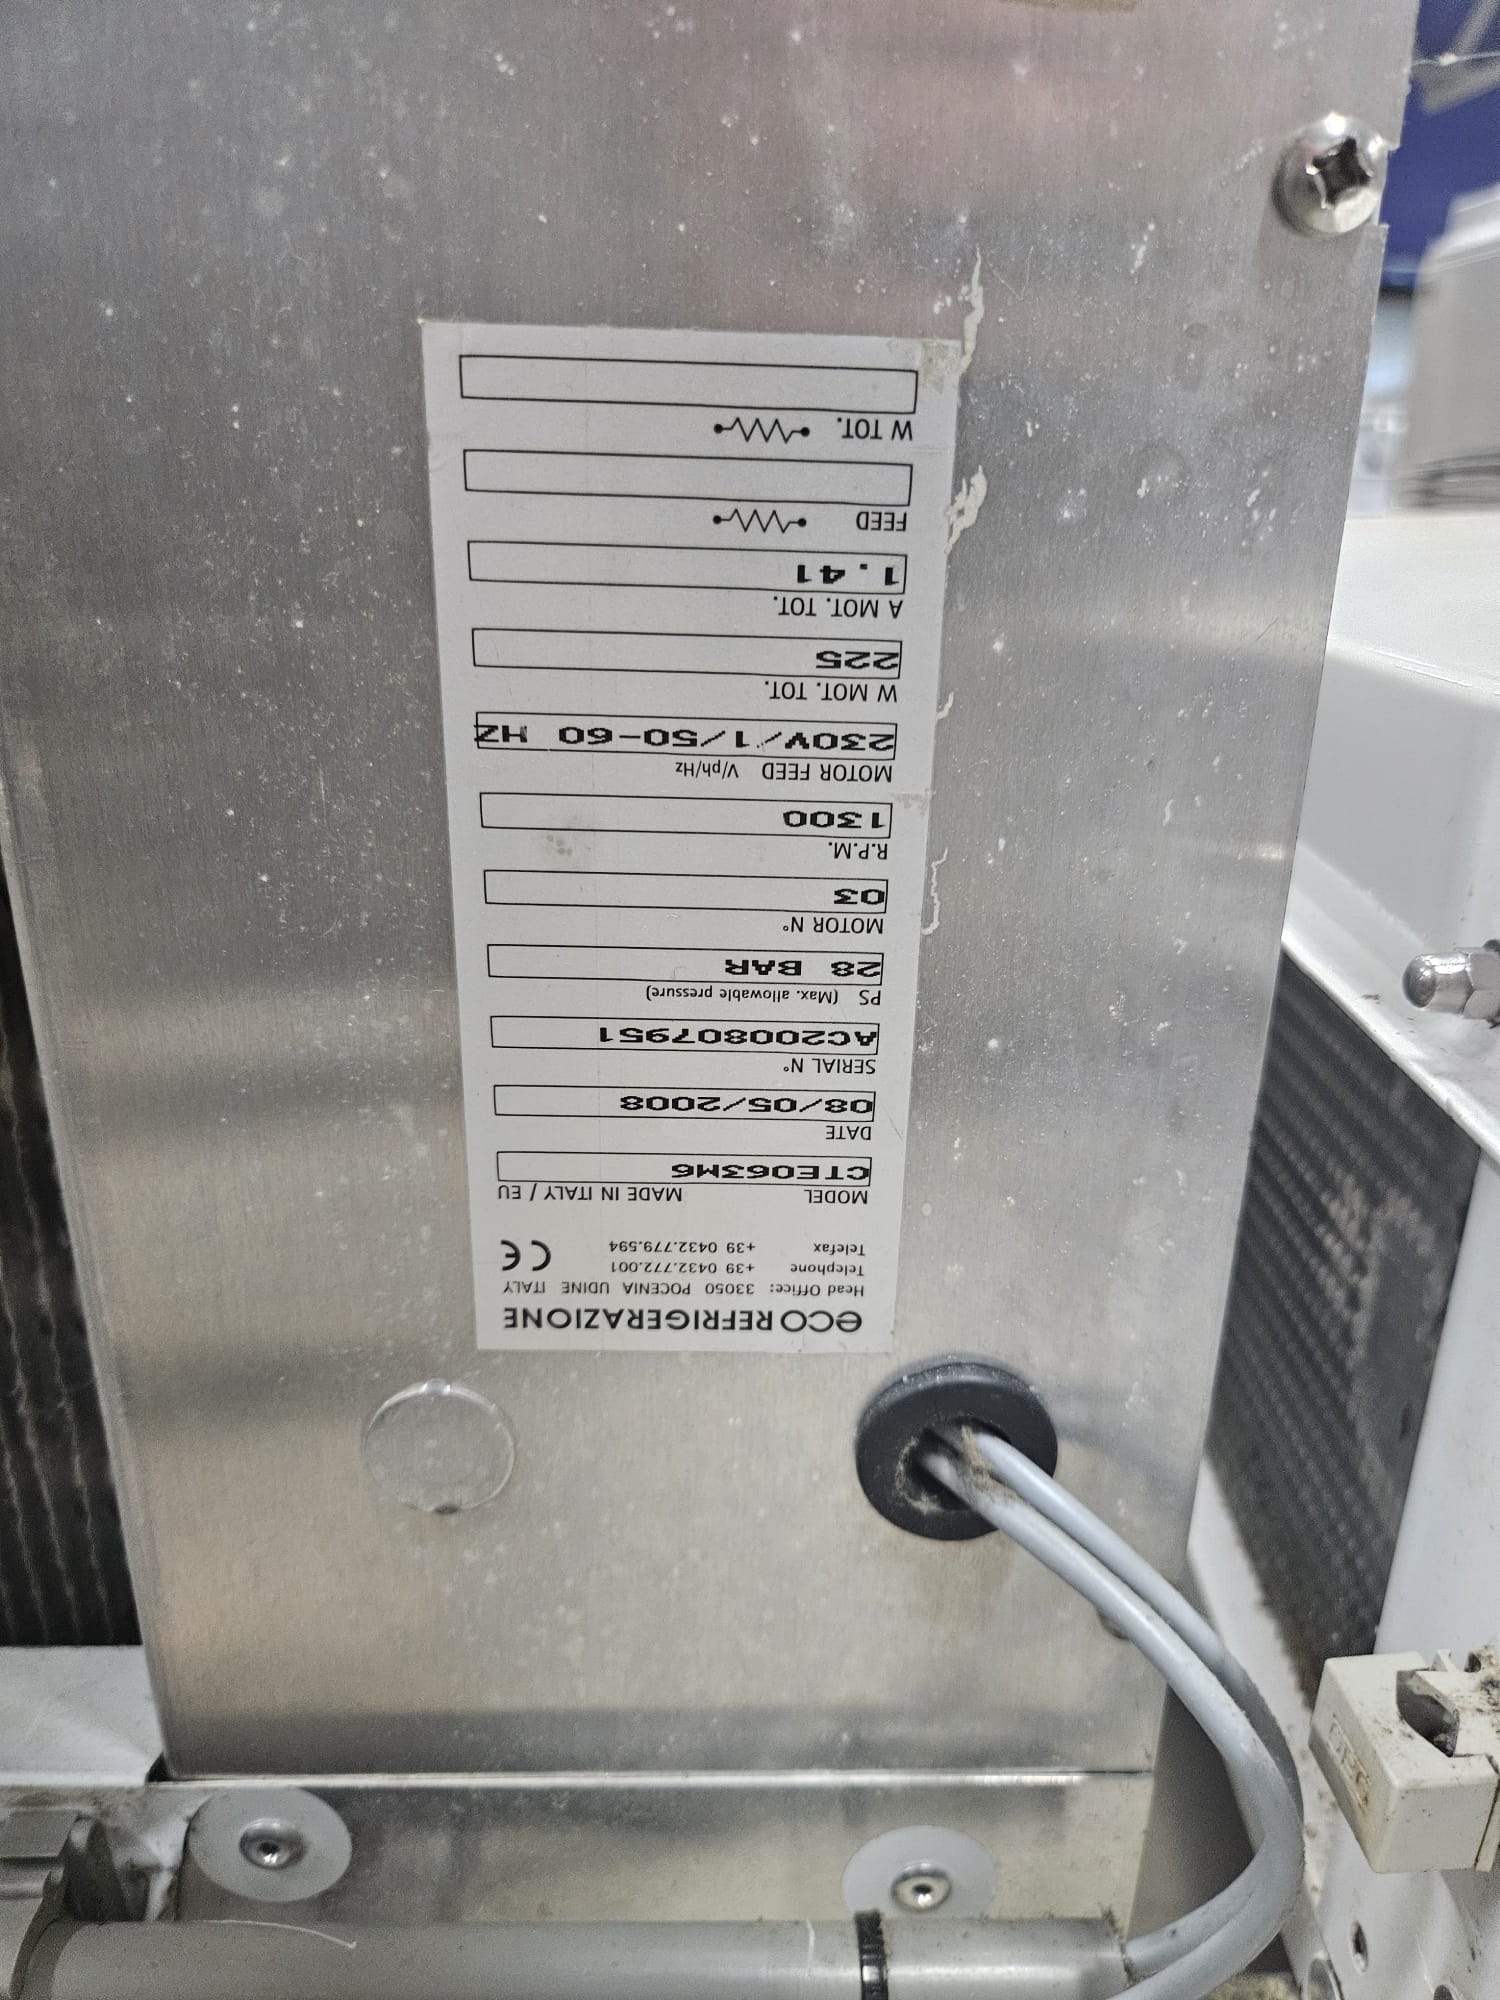 eco REFRIGERAZIONE
Head Office: 33050 POCENIA UDINE ITALY
Telephone +39 0432.772.001
Telefax +39 0432.779.594
CE
MODEL MADE IN ITALY / EU
CTE063M6
DATE
08/05/2008
SERIAL N°
AC200807951
PS (Max. allowable pressure)
28 BAR
MOTOR N°
03
R.P.M.
1300
MOTOR FEED V/ph/Hz
230V/1/50-60 HZ
W MOT. TOT.
225
A MOT. TOT.
1.41
FEED
W TOT.